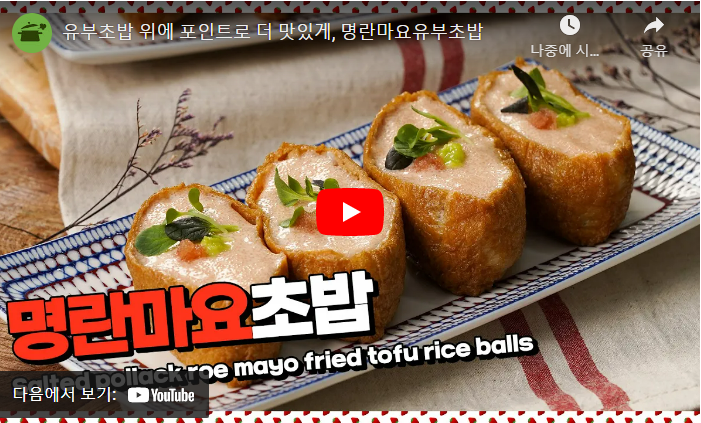 유부초밥 위에 포인트로 더 맛있게, 명란마요유부초밥
나중에 시...
공유
명란마요초밥
salted pollack roe mayo fried tofu rice balls
다음에서 보기: YouTube